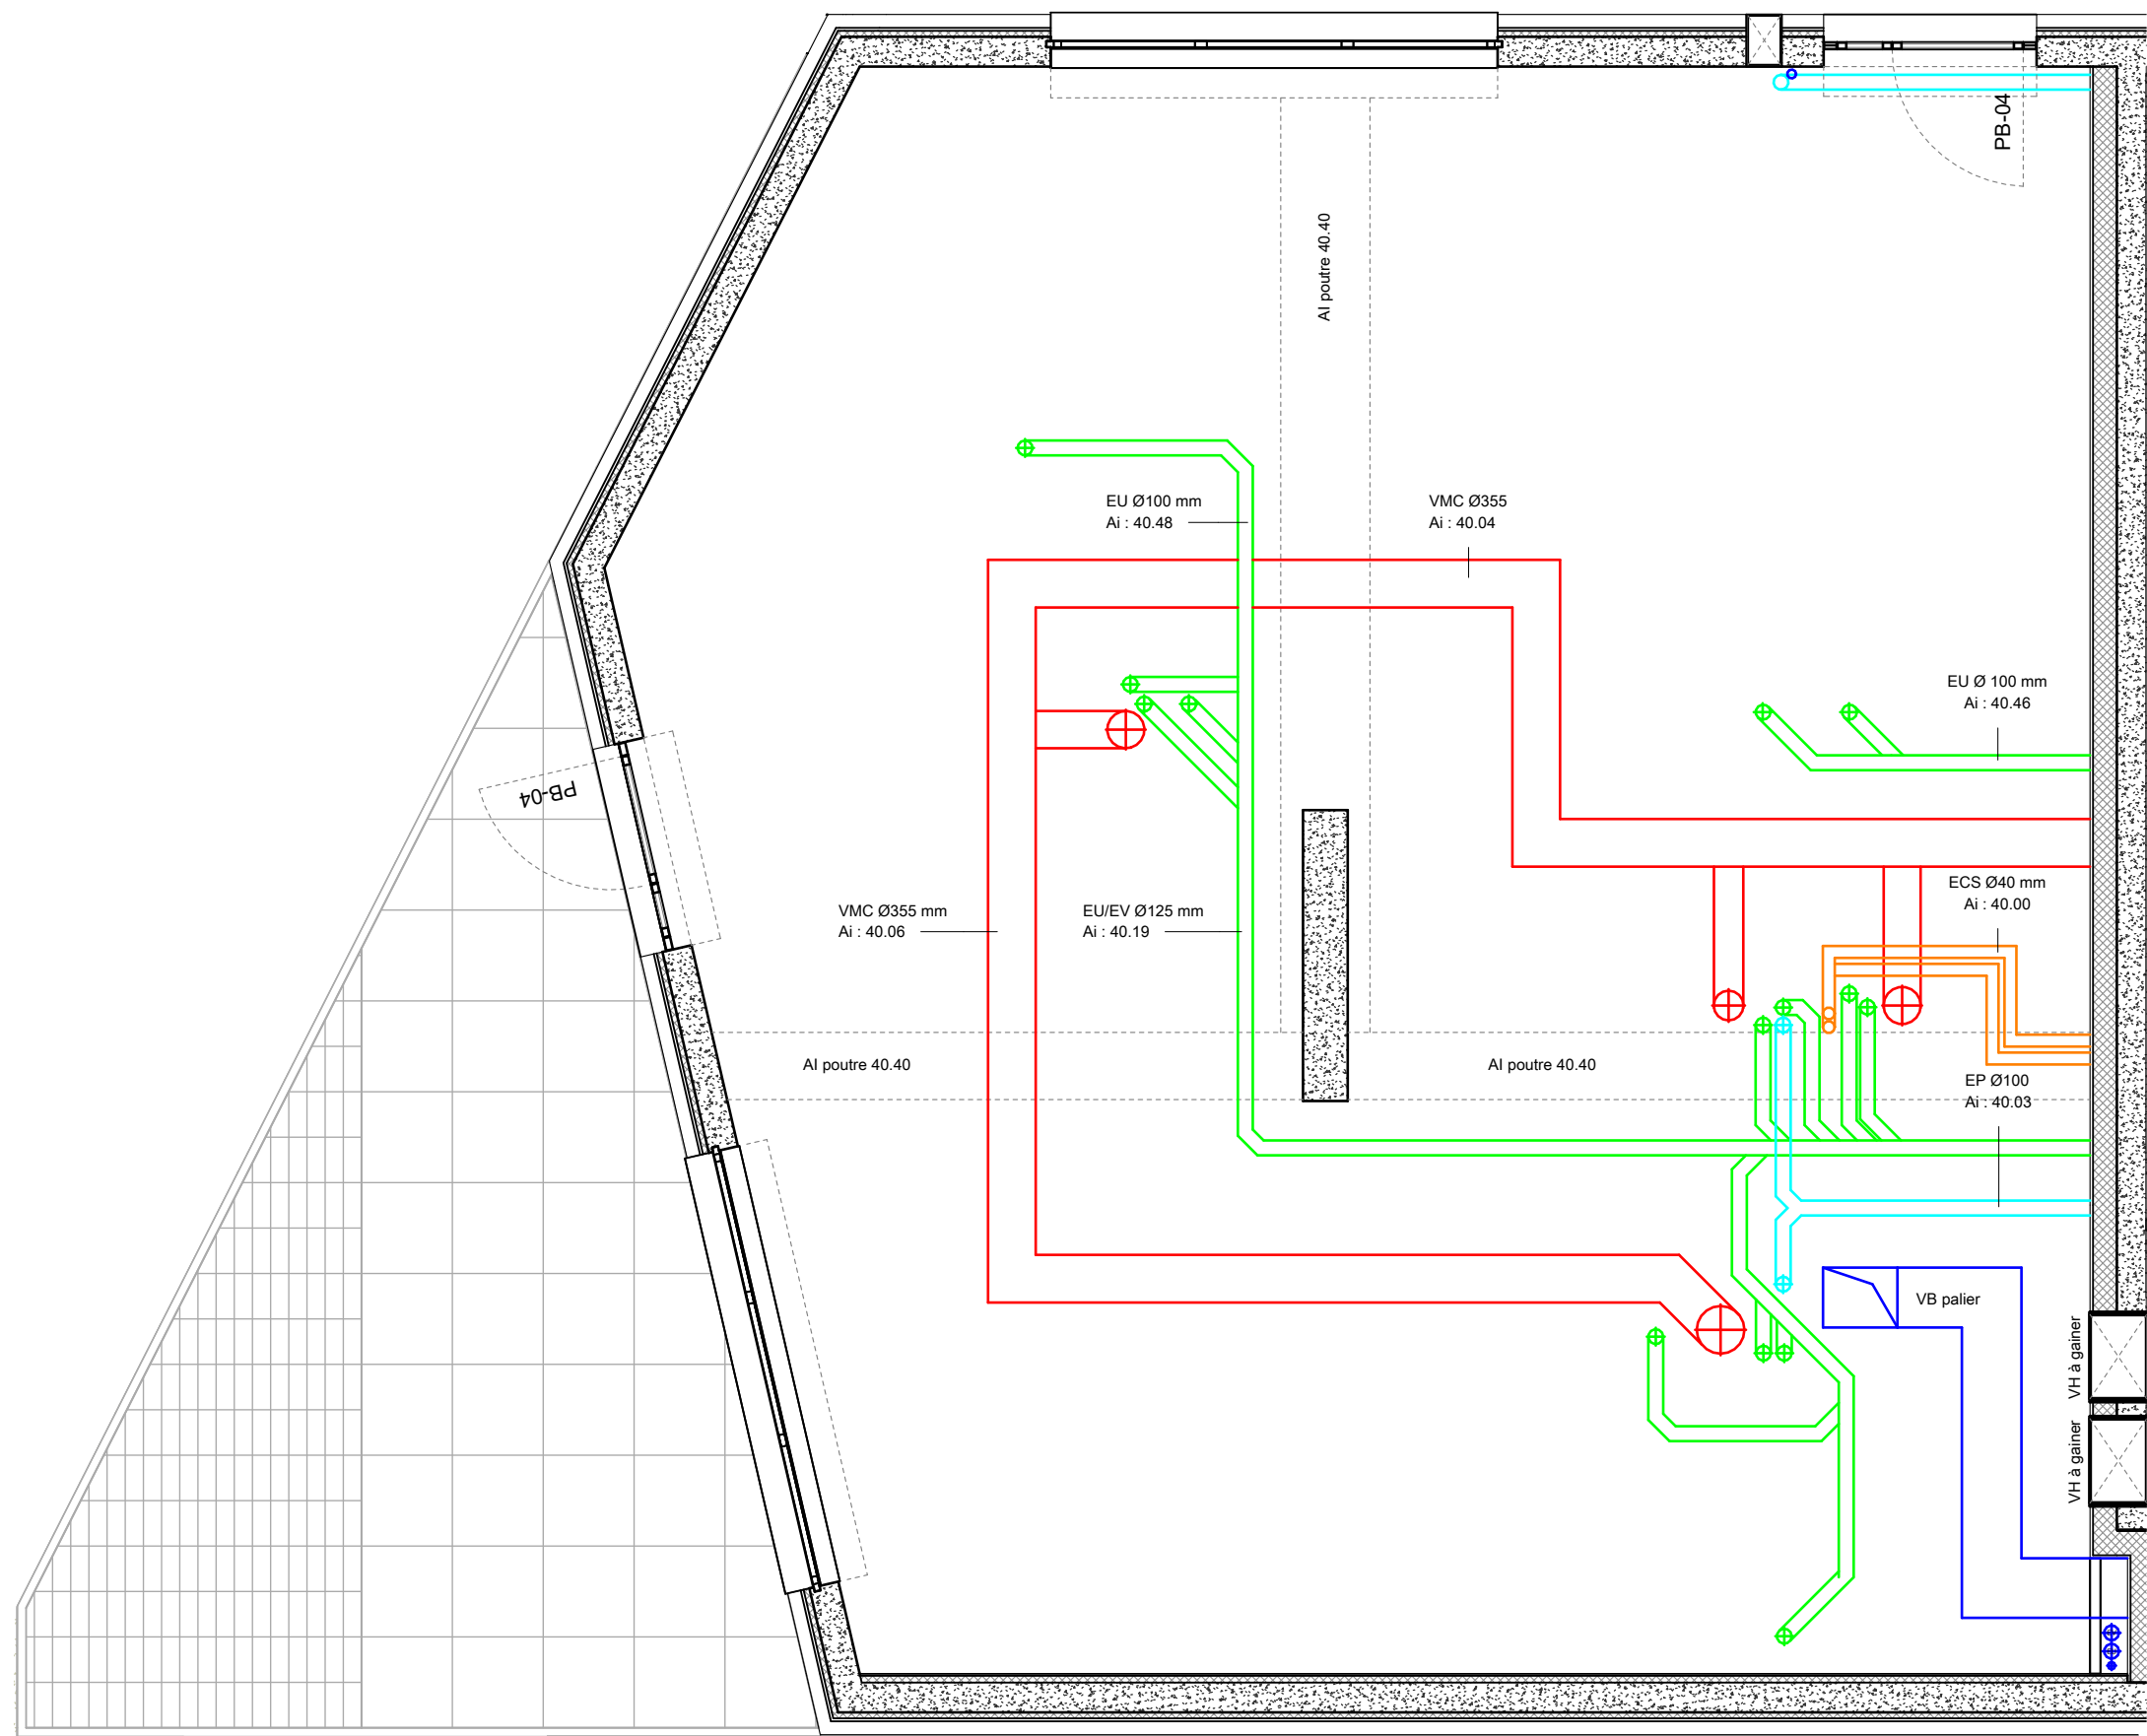 PB-04
AI poutre 40.40
EU Ø100 mm
Ai : 40.48
VMC Ø355
Ai : 40.04
EU Ø 100 mm
Ai : 40.46
PB-04
VMC Ø355 mm
Ai : 40.06
EU/EV Ø125 mm
Ai : 40.19
ECS Ø40 mm
Ai : 40.00
AI poutre 40.40
AI poutre 40.40
EP Ø100
Ai : 40.03
VB palier
VH à gainer
VH à gainer